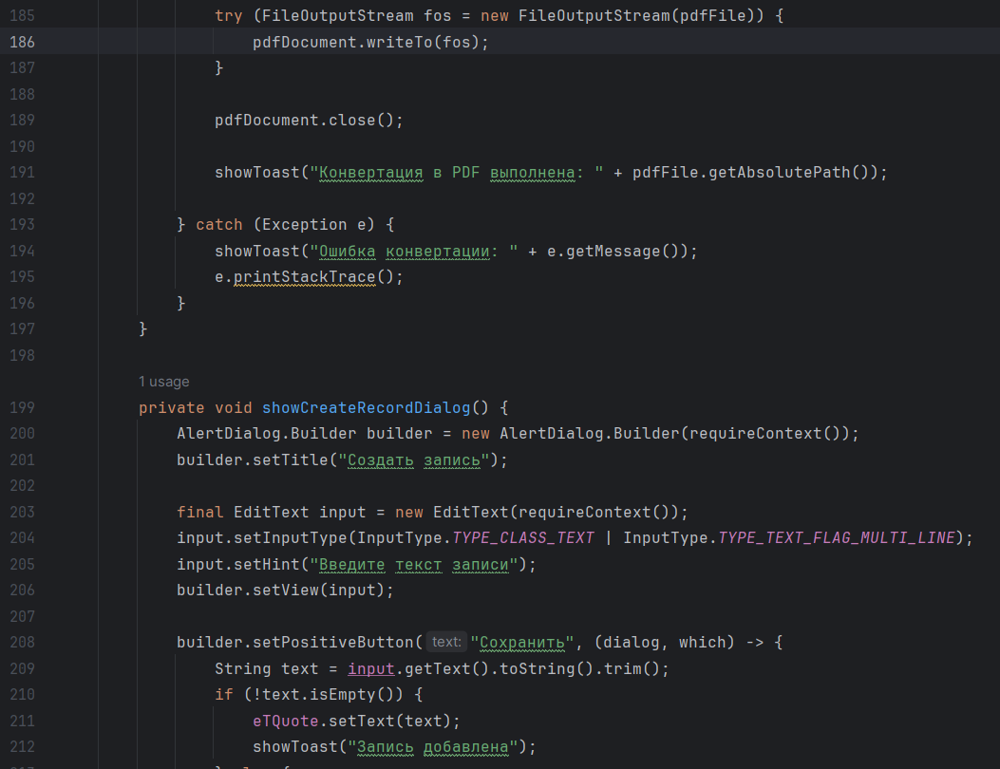 185 try (FileOutputStream fos = new FileOutputStream(pdfFile)) {
186 pdfDocument.writeTo(fos);
187 }
188
189 pdfDocument.close();
190
191 showToast("Конвертация в PDF выполнена: " + pdfFile.getAbsolutePath());
192
193 } catch (Exception e) {
194 showToast("Ошибка конвертации: " + e.getMessage());
195 e.printStackTrace();
196 }
197 }
198
1 usage
199 private void showCreateRecordDialog() {
200 AlertDialog.Builder builder = new AlertDialog.Builder(requireContext());
201 builder.setTitle("Создать запись");
202
203 final EditText input = new EditText(requireContext());
204 input.setInputType(InputType.TYPE_CLASS_TEXT | InputType.TYPE_TEXT_FLAG_MULTI_LINE);
205 input.setHint("Введите текст записи");
206 builder.setView(input);
207
208 builder.setPositiveButton( text: "Сохранить", (dialog, which) -> {
209 String text = input.getText().toString().trim();
210 if (!text.isEmpty()) {
211 eTQuote.setText(text);
212 showToast("Запись добавлена");